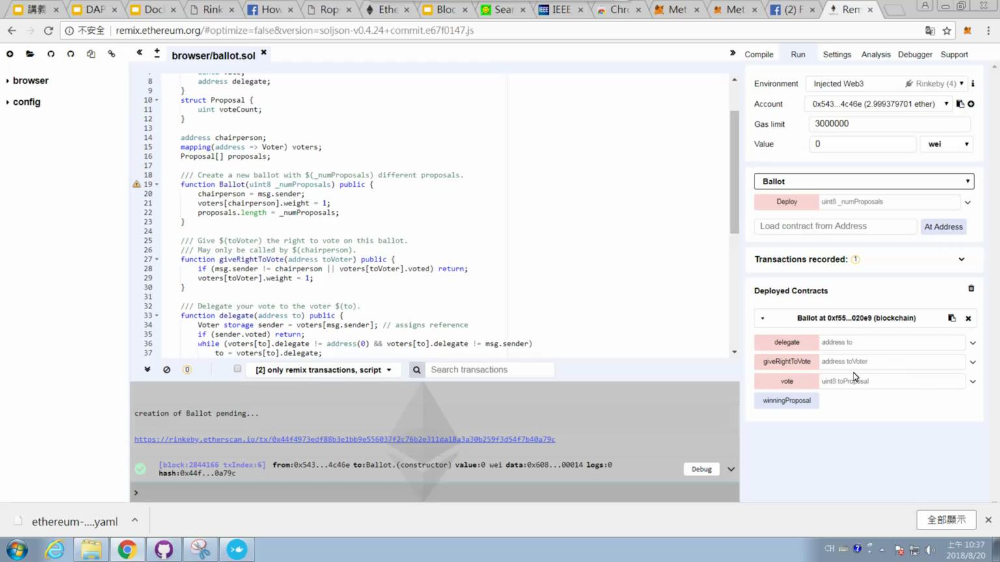 講義
DAP
Docl
Rink
How
Rop
Ethe
Bloc
Sear
IEEE
Chro
Met
Met
(2) F
Rem
不安全
remix.ethereum.org/#optimize=false&version=soljson-v0.4.24+commit.e67f0147.js
browser/ballot.sol
Compile
Run
Settings
Analysis
Debugger
Support
browser
config
8 address delegate;
9 }
10 struct Proposal {
11 uint voteCount;
12 }
13
14 address chairperson;
15 mapping(address => Voter) voters;
16 Proposal[] proposals;
17
18 /// Create a new ballot with $(_numProposals) different proposals.
19 function Ballot(uint8 _numProposals) public {
20 chairperson = msg.sender;
21 voters[chairperson].weight = 1;
22 proposals.length = _numProposals;
23 }
24
25 /// Give $(toVoter) the right to vote on this ballot.
26 /// May only be called by $(chairperson).
27 function giveRightToVote(address toVoter) public {
28 if (msg.sender != chairperson || voters[toVoter].voted) return;
29 voters[toVoter].weight = 1;
30 }
31
32 /// Delegate your vote to the voter $(to).
33 function delegate(address to) public {
34 Voter storage sender = voters[msg.sender]; // assigns reference
35 if (sender.voted) return;
36 while (voters[to].delegate != address(0) && voters[to].delegate != msg.sender)
37 to = voters[to].delegate;
0
[2] only remix transactions, script
Search transactions
creation of Ballot pending...
https://rinkeby.etherscan.io/tx/0x44f4973edf88b3e1bb9e556037f2c76b2e311da18a3a30b259f3d54f7b40a79c
[block:2844166 txIndex:6] from:0x543...4c46e to:Ballot.(constructor) value:0 wei data:0x608...00014 logs:0
hash:0x44f...0a79c
Debug
>
Environment
Injected Web3
Rinkeby (4)
Account
0x543...4c46e (2.999379701 ether)
Gas limit
3000000
Value
0
wei
Ballot
Deploy
uint8 _numProposals
Load contract from Address
At Address
Transactions recorded: 1
Deployed Contracts
Ballot at 0xf55...020e9 (blockchain)
delegate
address to
giveRightToVote
address toVoter
vote
uint8 toProposal
winningProposal
ethereum-....yaml
全部顯示
CH
上午 10:37
2018/8/20